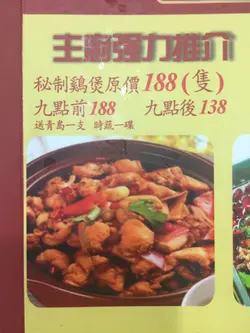 主廚強力推介
秘制鷄煲原價188(隻)
九點前188 九點後138
送青島一支 時蔬一碟